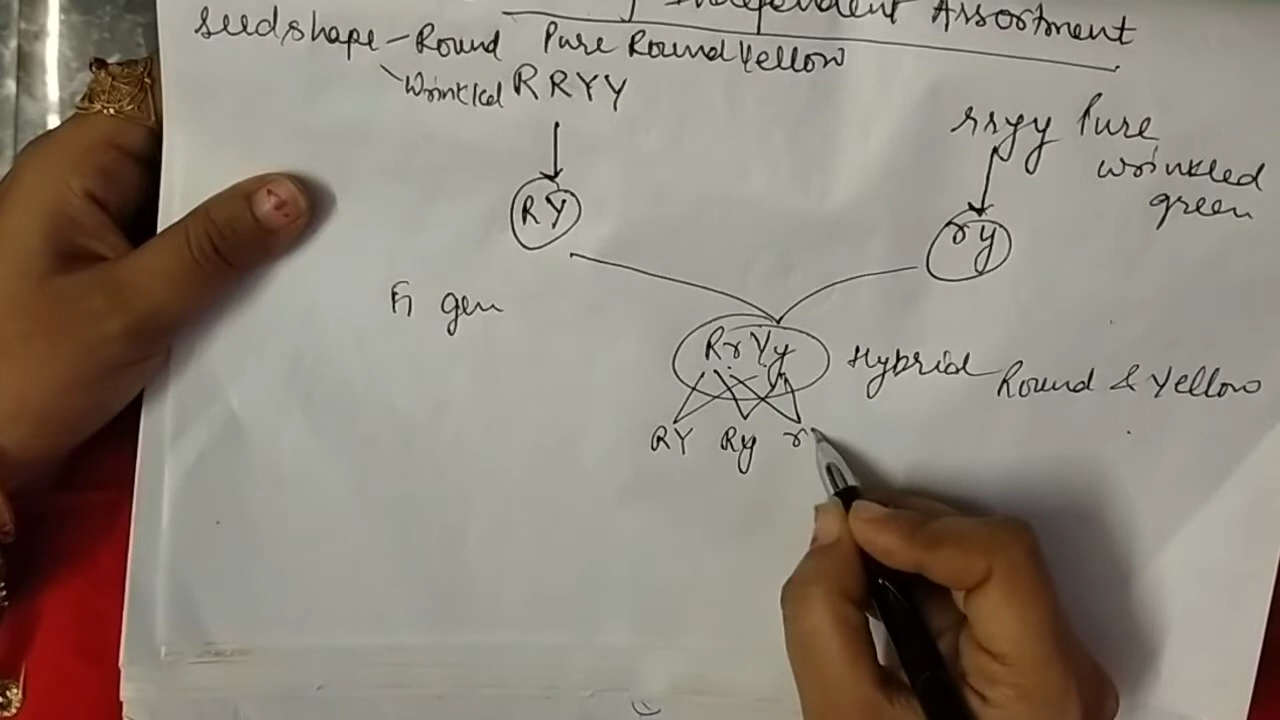 Independent Assortment
Seedshape - Round Pure Round Yellow
Wrinkled RRYY
rryy Pure
wrinkled
green
RY
ry
F1 gen
RrYy Hybrid Round & Yellow
RY Ry r